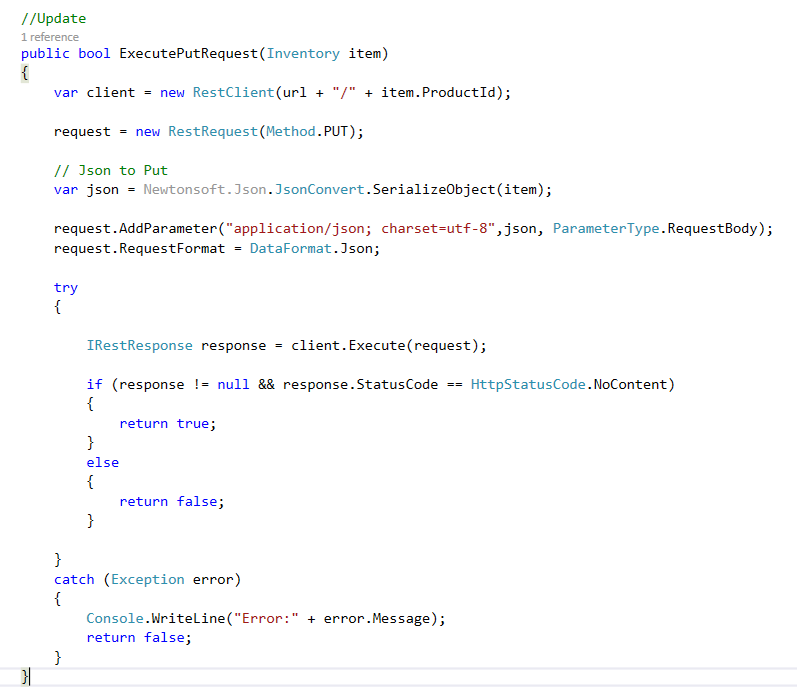 //Update
1 reference
public bool ExecutePutRequest(Inventory item)
{
    var client = new RestClient(url + "/" + item.ProductId);
    request = new RestRequest(Method.PUT);
    // Json to Put
    var json = Newtonsoft.Json.JsonConvert.SerializeObject(item);
    request.AddParameter("application/json; charset=utf-8",json, ParameterType.RequestBody);
    request.RequestFormat = DataFormat.Json;
    try
    {
        IRestResponse response = client.Execute(request);
        if (response != null && response.StatusCode == HttpStatusCode.NoContent)
        {
            return true;
        }
        else
        {
            return false;
        }
    }
    catch (Exception error)
    {
        Console.WriteLine("Error:" + error.Message);
        return false;
    }
}